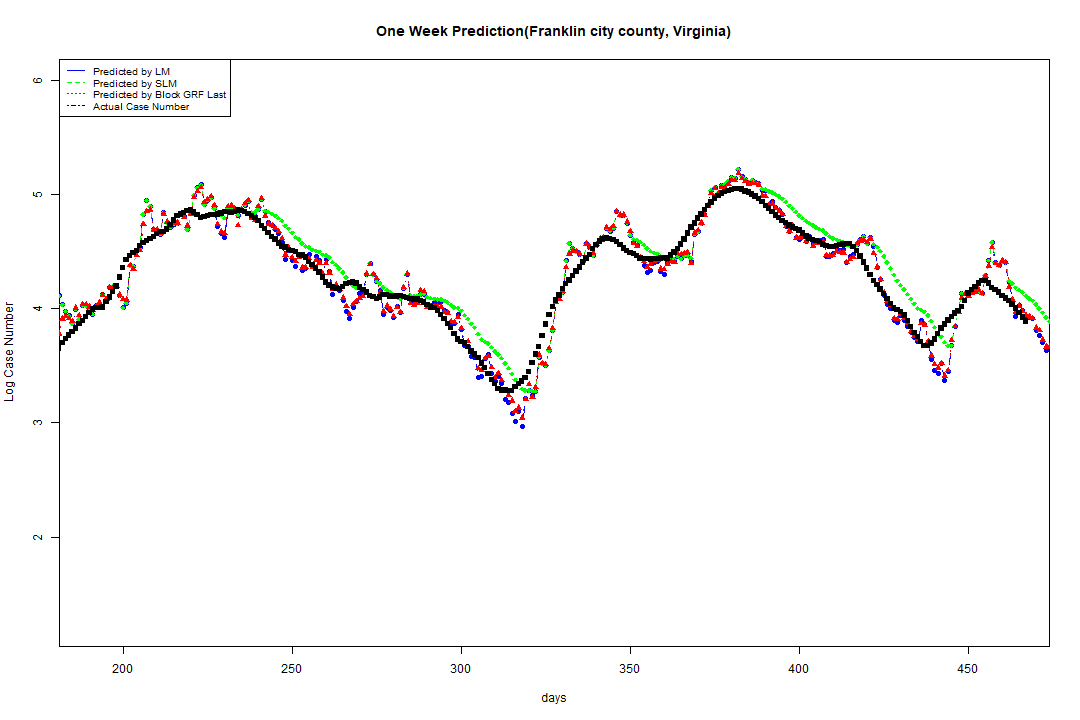 One Week Prediction(Franklin city county, Virginia)
Predicted by LM
Predicted by SLM
Predicted by Block GRF Last
Actual Case Number
6
5
4
3
2
Log Case Number
200 250 300 350 400 450
days